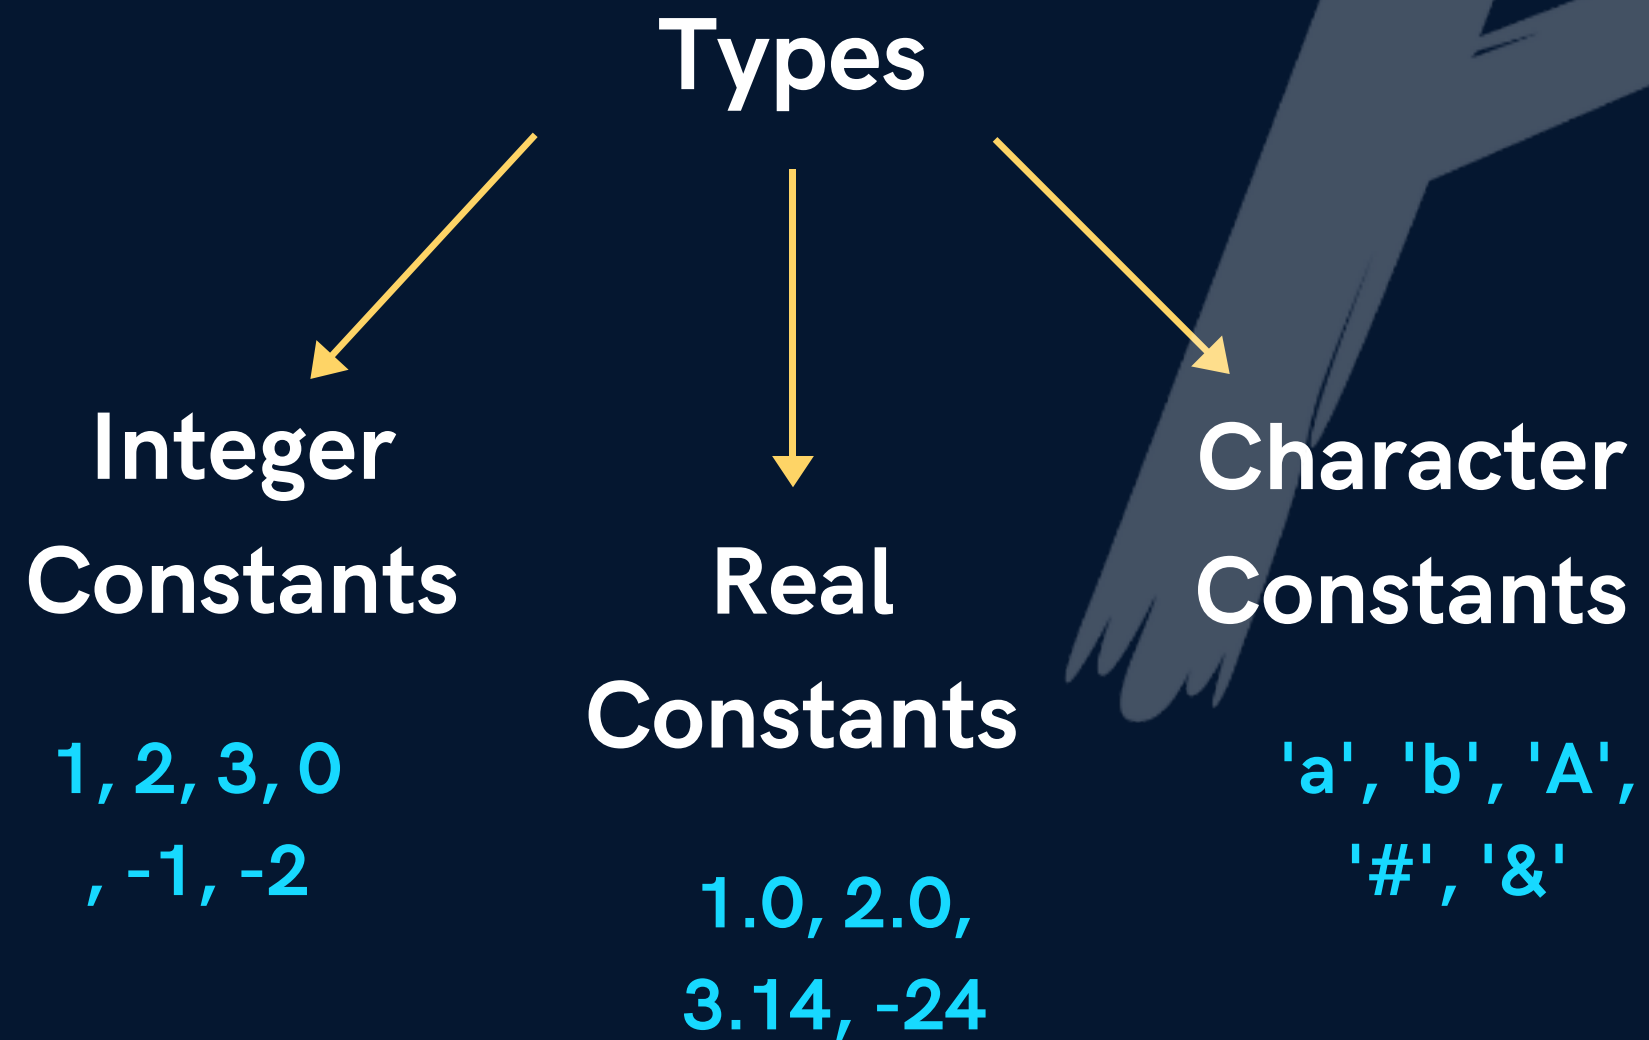 Types
Integer
Constants
1, 2, 3, 0
, -1, -2
Real
Constants
1.0, 2.0,
3.14, -24
Character
Constants
'a', 'b', 'A',
'#', '&'